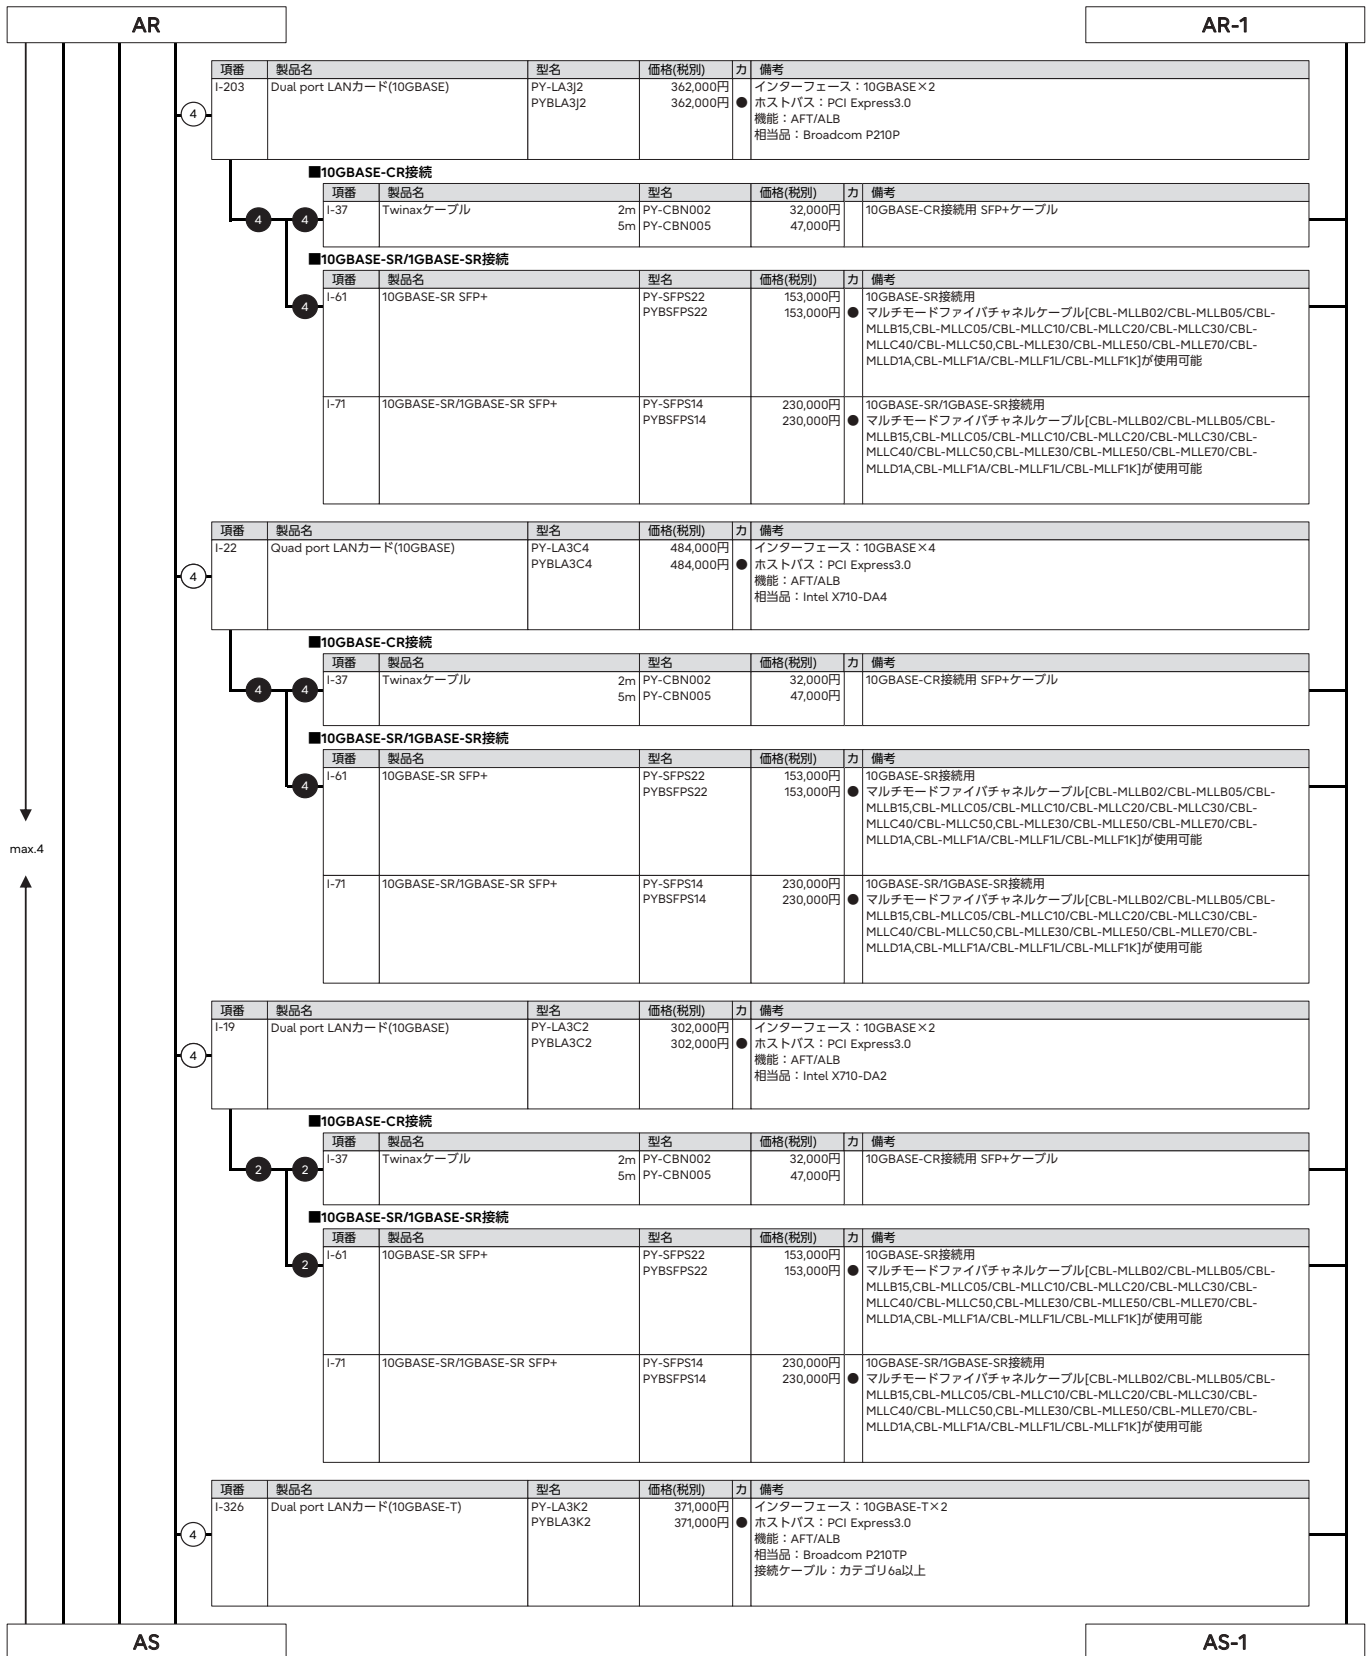 AR
AR-1
項番 製品名 型名 価格(税別) カ 備考
I-203 Dual port LANカード(10GBASE) PY-LA3J2 362,000円 インターフェース：10GBASE×2
PYBLA3J2 362,000円 ● ホストバス：PCI Express3.0
4
機能：AFT/ALB
相当品：Broadcom P210P
■10GBASE-CR接続
項番 製品名 型名 価格(税別) カ 備考
I-37 Twinaxケーブル 2m PY-CBN002 32,000円 10GBASE-CR接続用 SFP+ケーブル
4 4
5m PY-CBN005 47,000円
■10GBASE-SR/1GBASE-SR接続
項番 製品名 型名 価格(税別) カ 備考
I-61 10GBASE-SR SFP+ PY-SFPS22 153,000円 10GBASE-SR接続用
4
PYBSFPS22 153,000円 ● マルチモードファイバチャネルケーブル[CBL-MLLB02/CBL-MLLB05/CBL-
MLLB15,CBL-MLLC05/CBL-MLLC10/CBL-MLLC20/CBL-MLLC30/CBL-
MLLC40/CBL-MLLC50,CBL-MLLE30/CBL-MLLE50/CBL-MLLE70/CBL-
MLLD1A,CBL-MLLF1A/CBL-MLLF1L/CBL-MLLF1K]が使用可能
I-71 10GBASE-SR/1GBASE-SR SFP+ PY-SFPS14 230,000円 10GBASE-SR/1GBASE-SR接続用
PYBSFPS14 230,000円 ● マルチモードファイバチャネルケーブル[CBL-MLLB02/CBL-MLLB05/CBL-
MLLB15,CBL-MLLC05/CBL-MLLC10/CBL-MLLC20/CBL-MLLC30/CBL-
MLLC40/CBL-MLLC50,CBL-MLLE30/CBL-MLLE50/CBL-MLLE70/CBL-
MLLD1A,CBL-MLLF1A/CBL-MLLF1L/CBL-MLLF1K]が使用可能
項番 製品名 型名 価格(税別) カ 備考
I-22 Quad port LANカード(10GBASE) PY-LA3C4 484,000円 インターフェース：10GBASE×4
PYBLA3C4 484,000円 ● ホストバス：PCI Express3.0
4
機能：AFT/ALB
相当品：Intel X710-DA4
■10GBASE-CR接続
項番 製品名 型名 価格(税別) カ 備考
I-37 Twinaxケーブル 2m PY-CBN002 32,000円 10GBASE-CR接続用 SFP+ケーブル
4 4
5m PY-CBN005 47,000円
■10GBASE-SR/1GBASE-SR接続
項番 製品名 型名 価格(税別) カ 備考
I-61 10GBASE-SR SFP+ PY-SFPS22 153,000円 10GBASE-SR接続用
4
PYBSFPS22 153,000円 ● マルチモードファイバチャネルケーブル[CBL-MLLB02/CBL-MLLB05/CBL-
MLLB15,CBL-MLLC05/CBL-MLLC10/CBL-MLLC20/CBL-MLLC30/CBL-
MLLC40/CBL-MLLC50,CBL-MLLE30/CBL-MLLE50/CBL-MLLE70/CBL-
MLLD1A,CBL-MLLF1A/CBL-MLLF1L/CBL-MLLF1K]が使用可能
max.4
I-71 10GBASE-SR/1GBASE-SR SFP+ PY-SFPS14 230,000円 10GBASE-SR/1GBASE-SR接続用
PYBSFPS14 230,000円 ● マルチモードファイバチャネルケーブル[CBL-MLLB02/CBL-MLLB05/CBL-
MLLB15,CBL-MLLC05/CBL-MLLC10/CBL-MLLC20/CBL-MLLC30/CBL-
MLLC40/CBL-MLLC50,CBL-MLLE30/CBL-MLLE50/CBL-MLLE70/CBL-
MLLD1A,CBL-MLLF1A/CBL-MLLF1L/CBL-MLLF1K]が使用可能
項番 製品名 型名 価格(税別) カ 備考
I-19 Dual port LANカード(10GBASE) PY-LA3C2 302,000円 インターフェース：10GBASE×2
PYBLA3C2 302,000円 ● ホストバス：PCI Express3.0
4
機能：AFT/ALB
相当品：Intel X710-DA2
■10GBASE-CR接続
項番 製品名 型名 価格(税別) カ 備考
I-37 Twinaxケーブル 2m PY-CBN002 32,000円 10GBASE-CR接続用 SFP+ケーブル
2 2
5m PY-CBN005 47,000円
■10GBASE-SR/1GBASE-SR接続
項番 製品名 型名 価格(税別) カ 備考
I-61 10GBASE-SR SFP+ PY-SFPS22 153,000円 10GBASE-SR接続用
2
PYBSFPS22 153,000円 ● マルチモードファイバチャネルケーブル[CBL-MLLB02/CBL-MLLB05/CBL-
MLLB15,CBL-MLLC05/CBL-MLLC10/CBL-MLLC20/CBL-MLLC30/CBL-
MLLC40/CBL-MLLC50,CBL-MLLE30/CBL-MLLE50/CBL-MLLE70/CBL-
MLLD1A,CBL-MLLF1A/CBL-MLLF1L/CBL-MLLF1K]が使用可能
I-71 10GBASE-SR/1GBASE-SR SFP+ PY-SFPS14 230,000円 10GBASE-SR/1GBASE-SR接続用
PYBSFPS14 230,000円 ● マルチモードファイバチャネルケーブル[CBL-MLLB02/CBL-MLLB05/CBL-
MLLB15,CBL-MLLC05/CBL-MLLC10/CBL-MLLC20/CBL-MLLC30/CBL-
MLLC40/CBL-MLLC50,CBL-MLLE30/CBL-MLLE50/CBL-MLLE70/CBL-
MLLD1A,CBL-MLLF1A/CBL-MLLF1L/CBL-MLLF1K]が使用可能
項番 製品名 型名 価格(税別) カ 備考
I-326 Dual port LANカード(10GBASE-T) PY-LA3K2 371,000円 インターフェース：10GBASE-T×2
PYBLA3K2 371,000円 ● ホストバス：PCI Express3.0
4
機能：AFT/ALB
相当品：Broadcom P210TP
接続ケーブル：カテゴリ6a以上
AS
AS-1